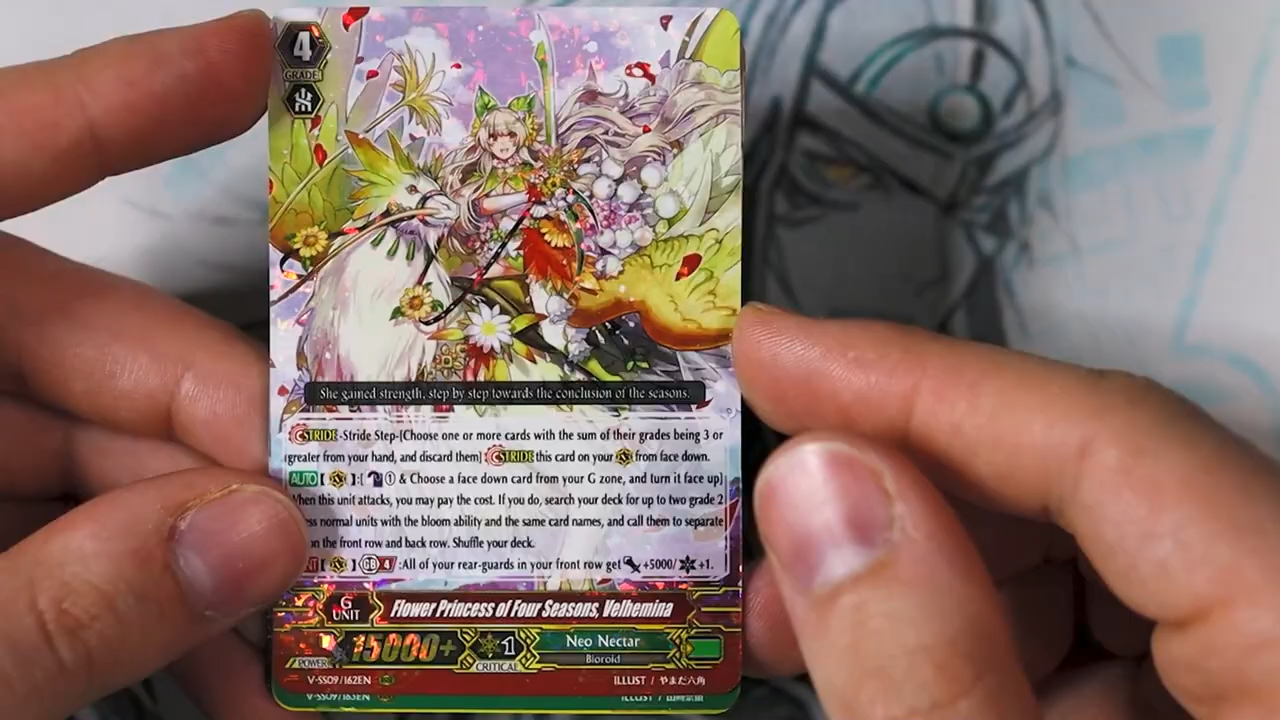 4
GRADE
She gained strength, step by step towards the conclusion of the seasons.
STRIDE -Stride Step-[Choose one or more cards with the sum of their grades being 3 or
greater from your hand, and discard them] STRIDE this card on your from face down.
AUTO【 】:[ ① & Choose a face down card from your G zone, and turn it face up]
When this unit attacks, you may pay the cost. If you do, search your deck for up to two grade 2
normal units with the bloom ability and the same card names, and call them to separate
on the front row and back row. Shuffle your deck.
【 】 GB 4 :All of your rear-guards in your front row get +5000/ +1.
G
UNIT
Flower Princess of Four Seasons, Velhemina
POWER 15000+ 1 CRITICAL
Neo Nectar
Bioroid
V-SS09/162EN ILLUST / やまだ六角
V-SS09/163EN ILLUST /